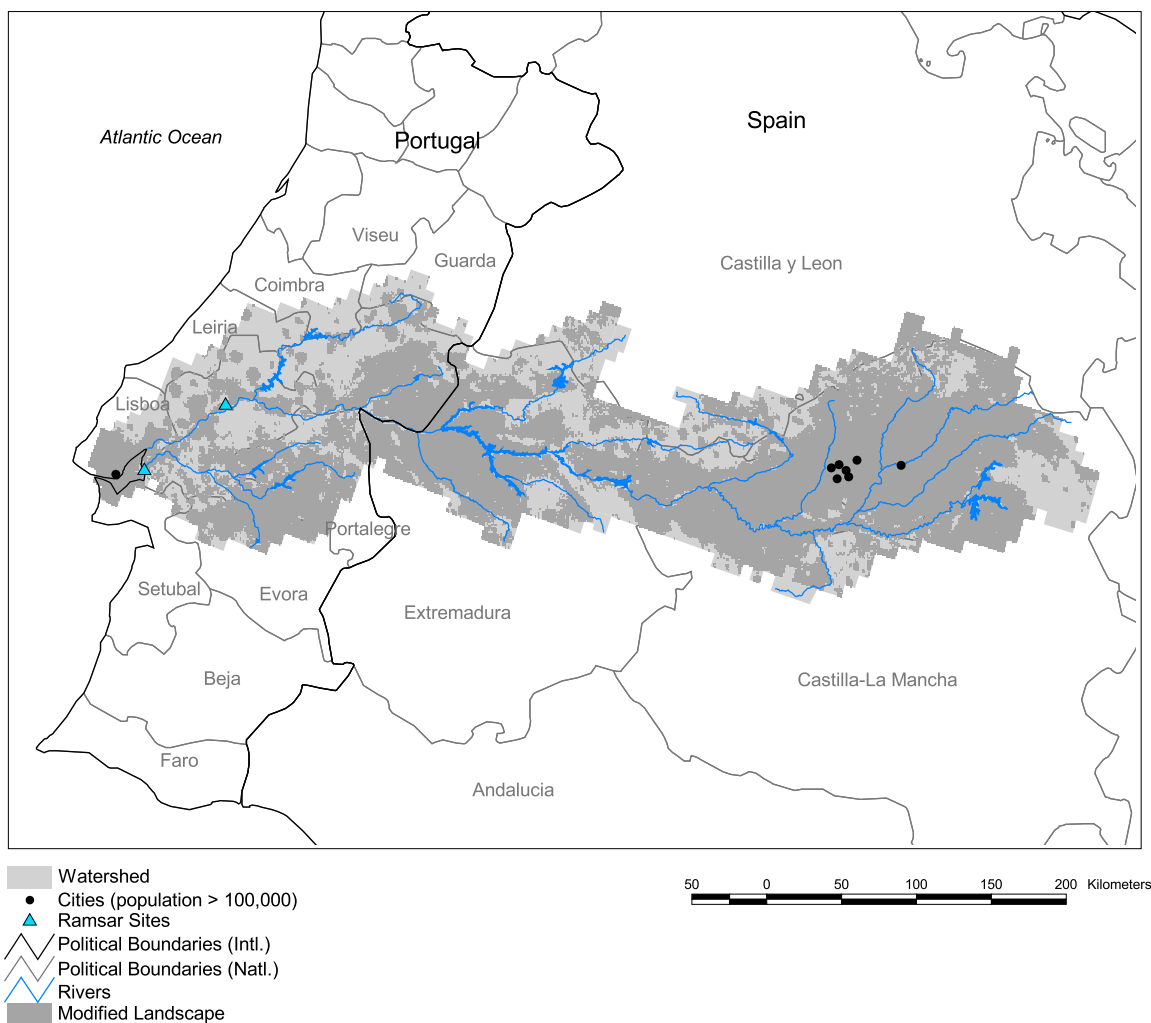 Spain
Atlantic Ocean
Portugal
Viseu
Guarda
Castilla y Leon
Coimbra
Leiria
Lisboa
Portalegre
Setubal
Evora
Extremadura
Beja
Castilla-La Mancha
Faro
Andalucia
Watershed
Cities (population > 100,000)
Ramsar Sites
Political Boundaries (Intl.)
Political Boundaries (Natl.)
Rivers
Modified Landscape
50 0 50 100 150 200 Kilometers